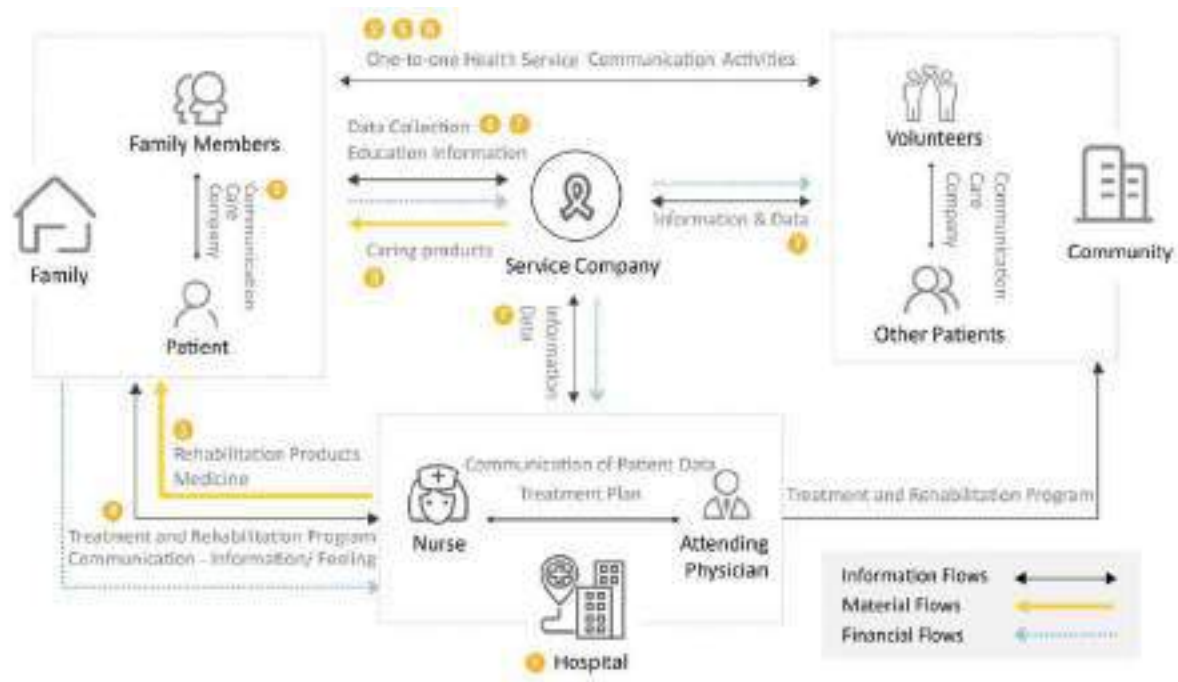 One-to-one Health Service Communication Activities
Family Members
Communication
Care
Company
Patient
Family
Data Collection
Education Information
Caring products
Service Company
Information & Data
Volunteers
Communication
Care
Company
Other Patients
Community
Information
Data
Rehabilitation Products
Medicine
Treatment and Rehabilitation Program
Communication - Information/ Feeling
Communication of Patient Data
Treatment Plan
Nurse
Attending
Physician
Hospital
Treatment and Rehabilitation Program
Information Flows
Material Flows
Financial Flows